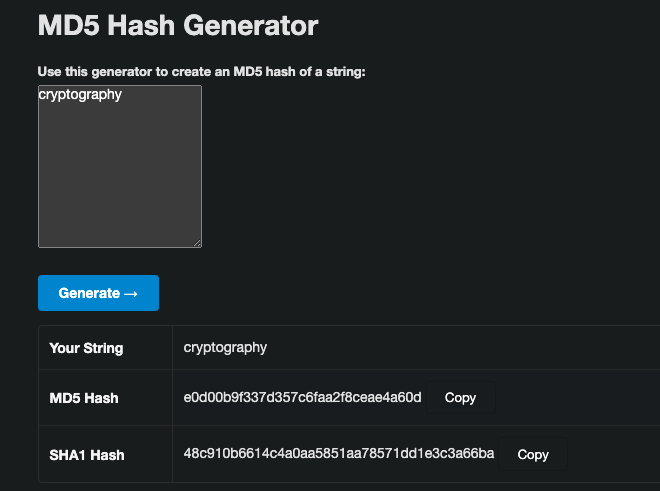 MD5 Hash Generator
Use this generator to create an MD5 hash of a string:
cryptography
Generate →
Your String cryptography
MD5 Hash e0d00b9f337d357c6faa2f8ceae4a60d Copy
SHA1 Hash 48c910b6614c4a0aa5851aa78571dd1e3c3a66ba Copy